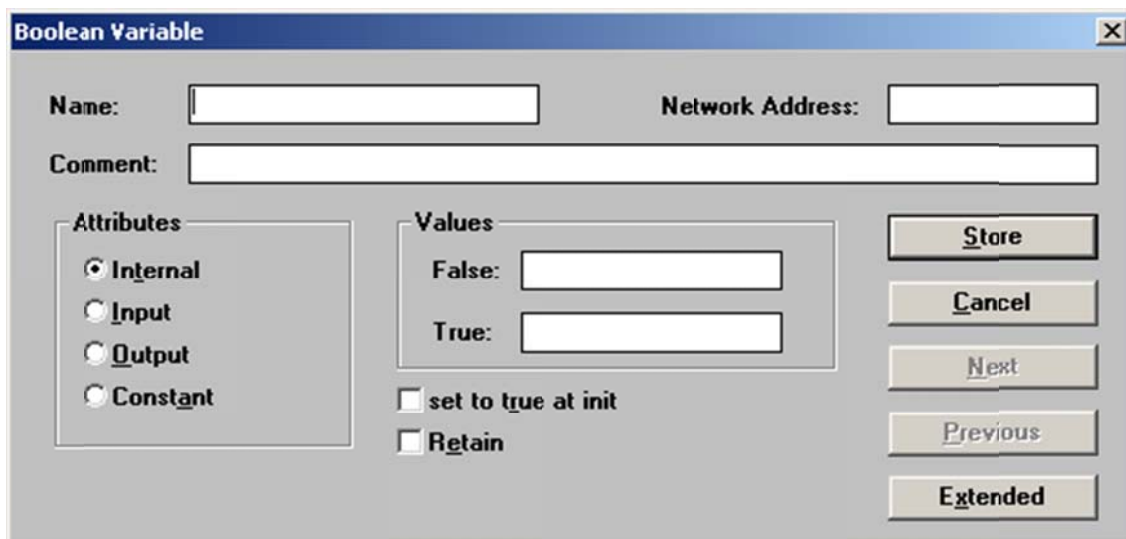 Boolean Variable
Name:
Network Address:
Comment:
Attributes
Internal
Input
Output
Constant
Values
False:
True:
set to true at init
Retain
Store
Cancel
Next
Previous
Extended